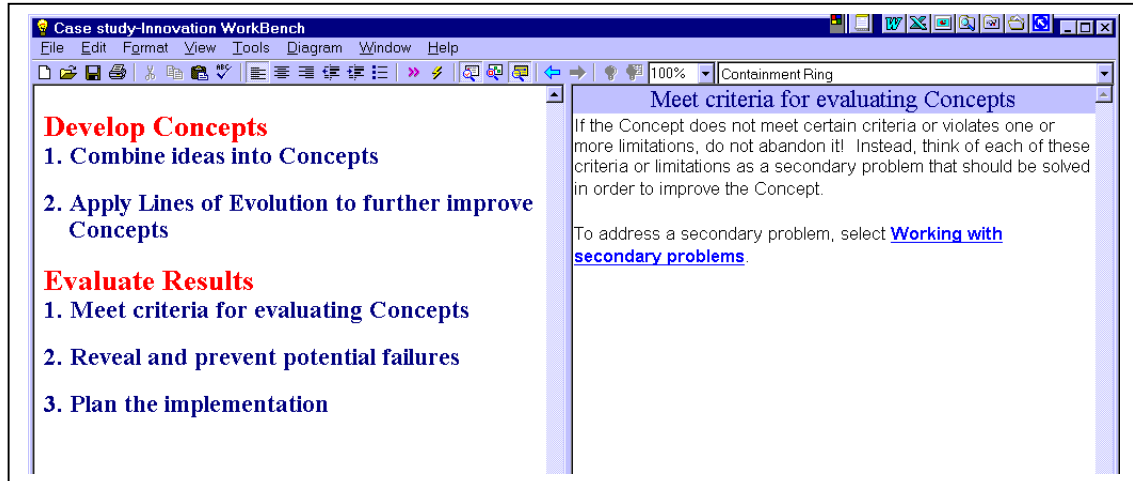 Case study-Innovation WorkBench
File Edit Format View Tools Diagram Window Help
100% Containment Ring
Develop Concepts
1. Combine ideas into Concepts
2. Apply Lines of Evolution to further improve
Concepts
Evaluate Results
1. Meet criteria for evaluating Concepts
2. Reveal and prevent potential failures
3. Plan the implementation
Meet criteria for evaluating Concepts
If the Concept does not meet certain criteria or violates one or
more limitations, do not abandon it! Instead, think of each of these
criteria or limitations as a secondary problem that should be solved
in order to improve the Concept.
To address a secondary problem, select Working with
secondary problems.